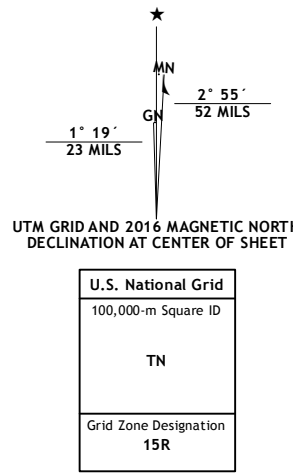 MN
GN
2° 55´
52 MILS
1° 19´
23 MILS
UTM GRID AND 2016 MAGNETIC NORTH
DECLINATION AT CENTER OF SHEET
U.S. National Grid
100,000-m Square ID
TN
Grid Zone Designation
15R